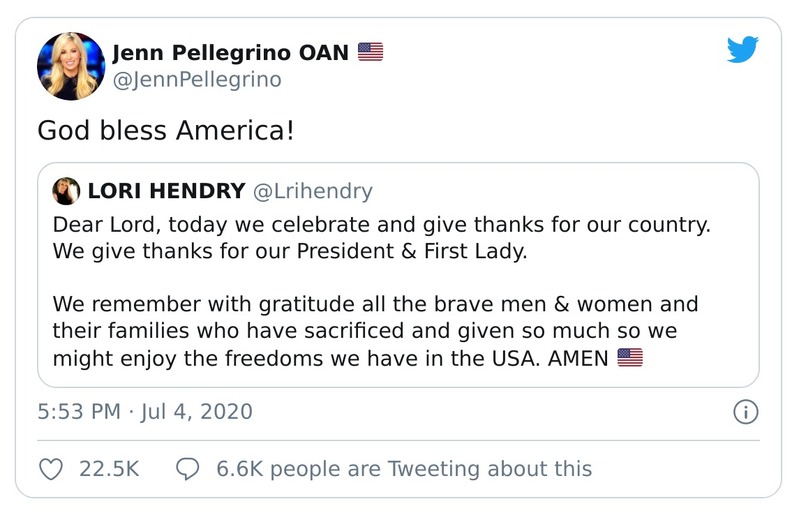 Jenn Pellegrino OAN 🇺🇸
@JennPellegrino
God bless America!
LORI HENDRY @Lrihendry
Dear Lord, today we celebrate and give thanks for our country.
We give thanks for our President & First Lady.
We remember with gratitude all the brave men & women and
their families who have sacrificed and given so much so we
might enjoy the freedoms we have in the USA. AMEN 🇺🇸
5:53 PM · Jul 4, 2020
22.5K 6.6K people are Tweeting about this